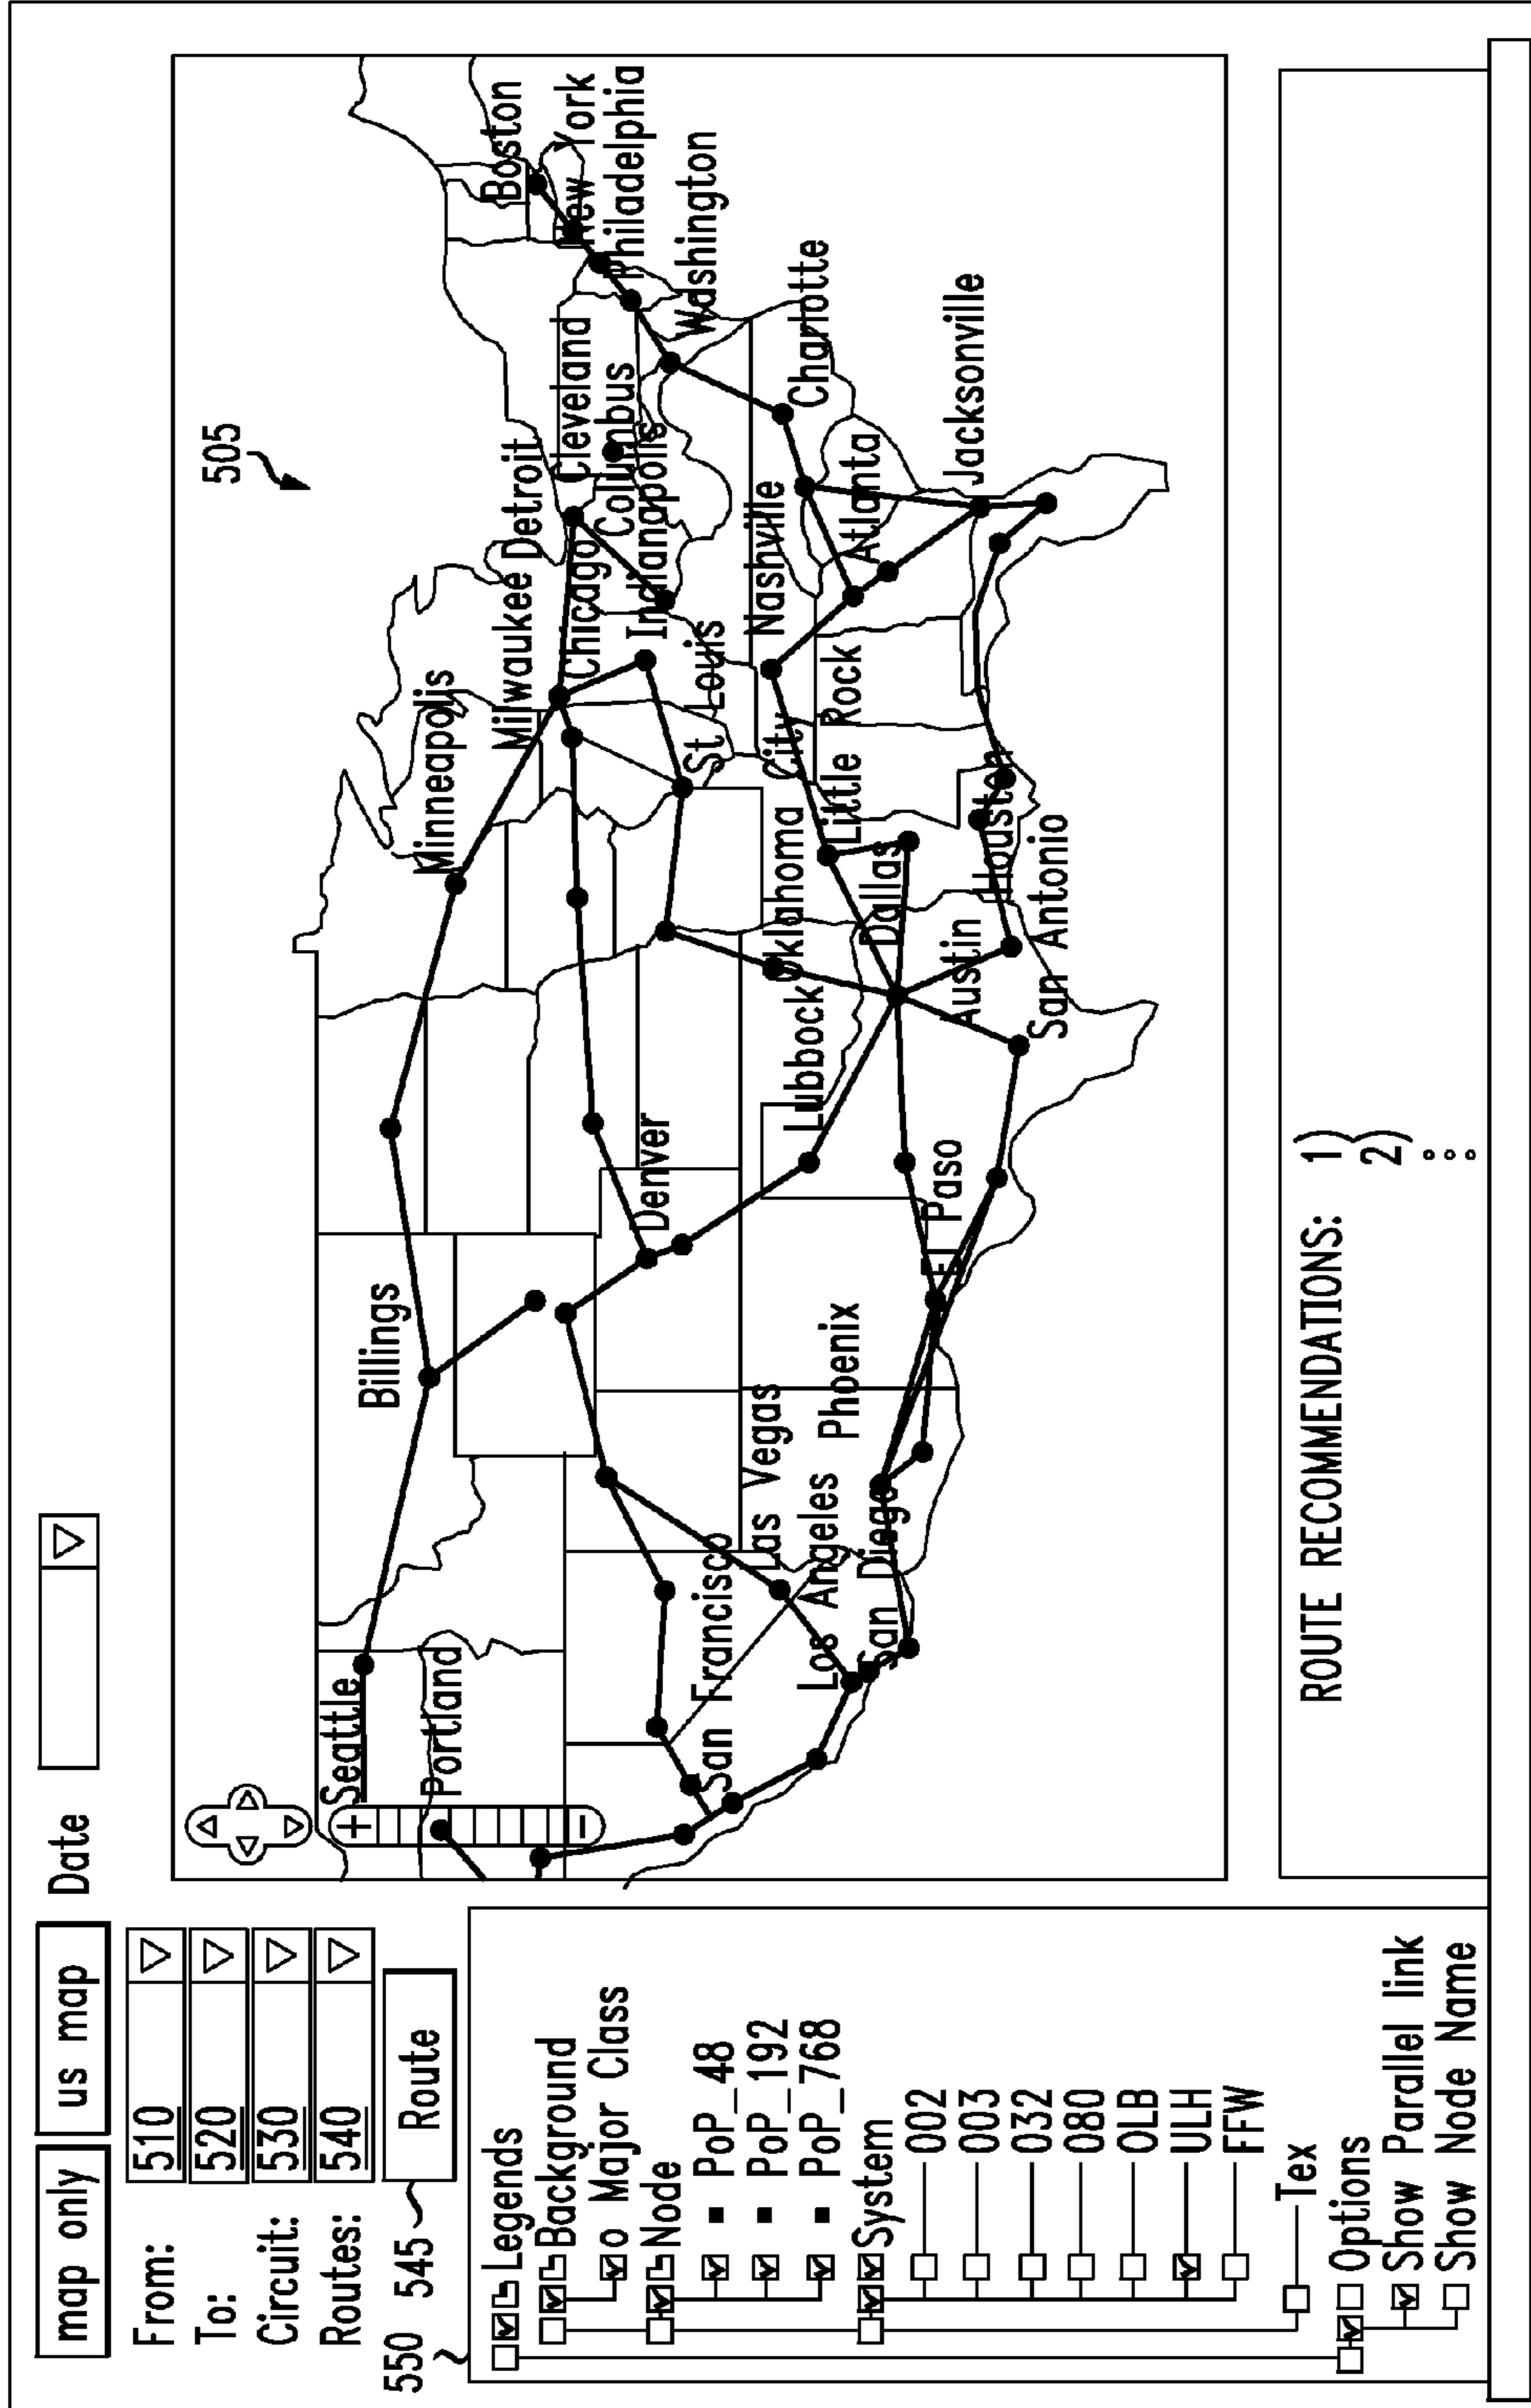 map only
us map
Date
From: 510
To: 520
Circuit: 530
Routes: 540
550
545
Route
Legends
Background
o Major Class
Node
PoP_48
PoP_192
PoP_768
System
002
003
032
080
OLB
ULH
FFW
Tex
Options
Show Parallel link
Show Node Name
505
+
−
Seattle
Portland
Billings
Minneapolis
Milwaukee
Detroit
Chicago
Cleveland
Columbus
Indianapolis
Boston
New York
Philadelphia
Washington
San Francisco
Denver
St Louis
Las Vegas
Los Angeles
San Diego
Phoenix
Lubbock
Oklahoma City
Nashville
Little Rock
Charlotte
Atlanta
Dallas
El Paso
Austin
Houston
Jacksonville
San Antonio
ROUTE RECOMMENDATIONS: 1)
2)